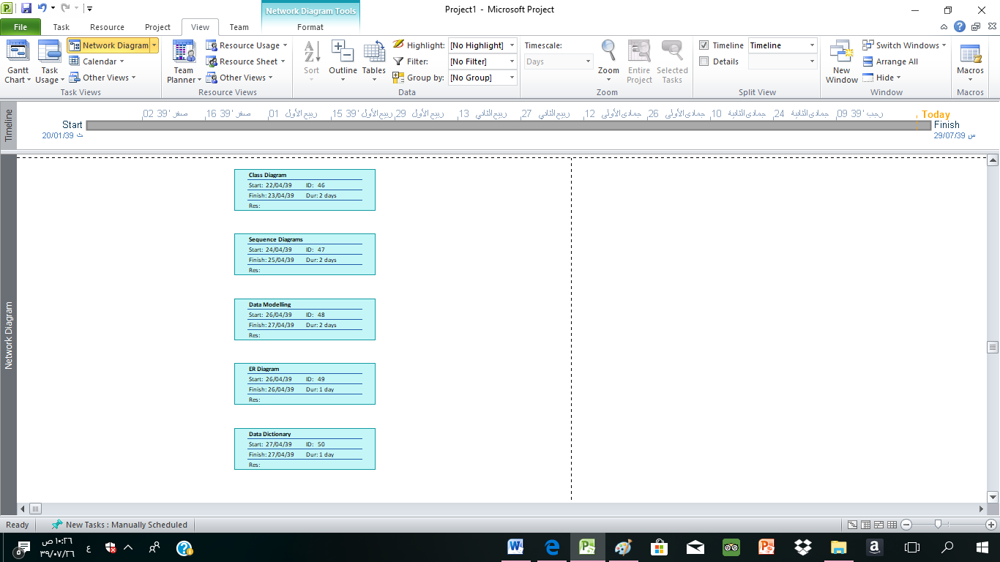 Network Diagram Tools
Project1 - Microsoft Project
File Task Resource Project View Team Format
Gantt Chart
Task Usage
Network Diagram
Calendar
Other Views
Task Views
Team Planner
Resource Usage
Resource Sheet
Other Views
Resource Views
Sort
Outline
Tables
Highlight: [No Highlight]
Filter: [No Filter]
Group by: [No Group]
Data
Timescale:
Days
Zoom
Entire Project
Selected Tasks
Zoom
Timeline Timeline
Details
Split View
New Window
Switch Windows
Arrange All
Hide
Window
Macros
Macros
Timeline
02 صفر '39
16 صفر '39
01 ربيع الأول
15 ربيع الأول '39
29 ربيع الأول
13 ربيع الثاني
27 ربيع الثاني
12 جمادى الأولى
26 جمادى الأولى
10 جمادى الثانية
24 جمادى الثانية
09 رجب '39
Today
Start
ث 20/01/39
Finish
س 29/07/39
Network Diagram
Class Diagram
Start: 22/04/39 ID: 46
Finish: 23/04/39 Dur: 2 days
Res:
Sequence Diagrams
Start: 24/04/39 ID: 47
Finish: 25/04/39 Dur: 2 days
Res:
Data Modelling
Start: 26/04/39 ID: 48
Finish: 27/04/39 Dur: 2 days
Res:
ER Diagram
Start: 26/04/39 ID: 49
Finish: 26/04/39 Dur: 1 day
Res:
Data Dictionary
Start: 27/04/39 ID: 50
Finish: 27/04/39 Dur: 1 day
Res:
Ready New Tasks : Manually Scheduled
١٠:٢٦ ص
٣٩/٠٧/٢٦
ع